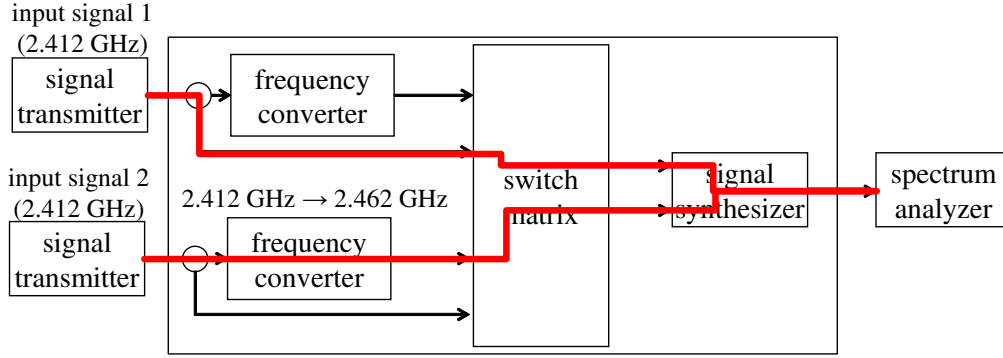 input signal 1
(2.412 GHz)
signal
transmitter
frequency
converter
input signal 2
(2.412 GHz)
signal
transmitter
2.412 GHz → 2.462 GHz
frequency
converter
switch
matrix
signal
synthesizer
spectrum
analyzer